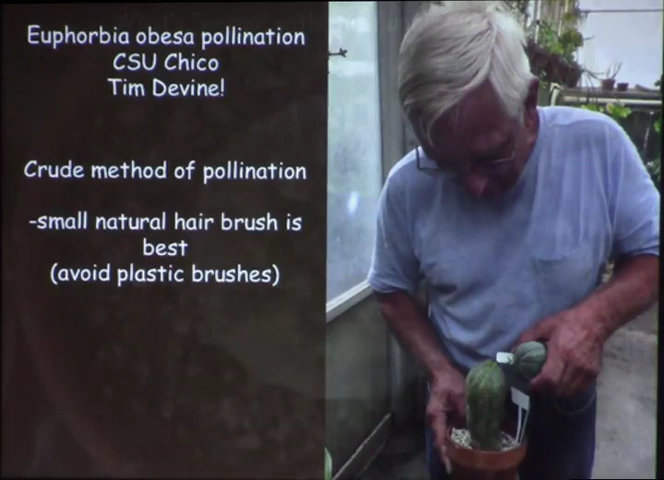 Euphorbia obesa pollination
CSU Chico
Tim Devine!
Crude method of pollination
-small natural hair brush is
best
(avoid plastic brushes)